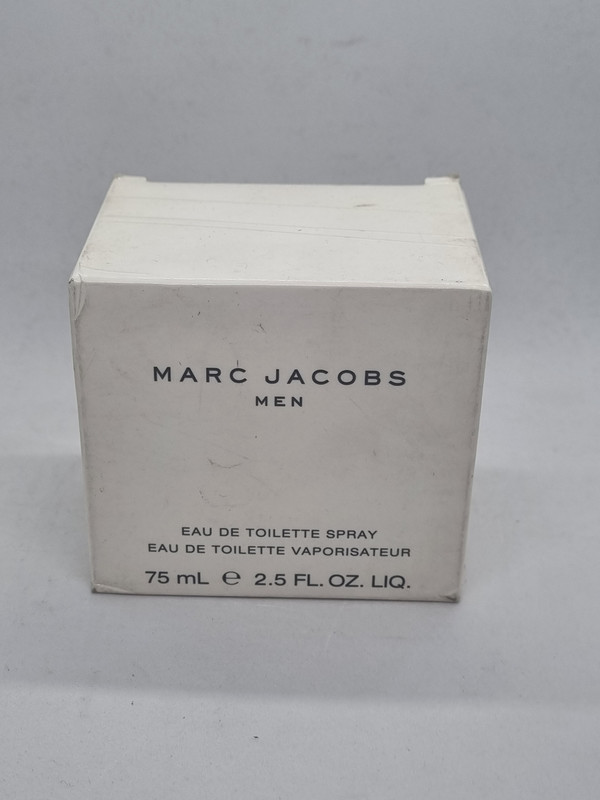 MARC JACOBS
MEN
EAU DE TOILETTE SPRAY
EAU DE TOILETTE VAPORISATEUR
75 mL ℮ 2.5 FL. OZ. LIQ.